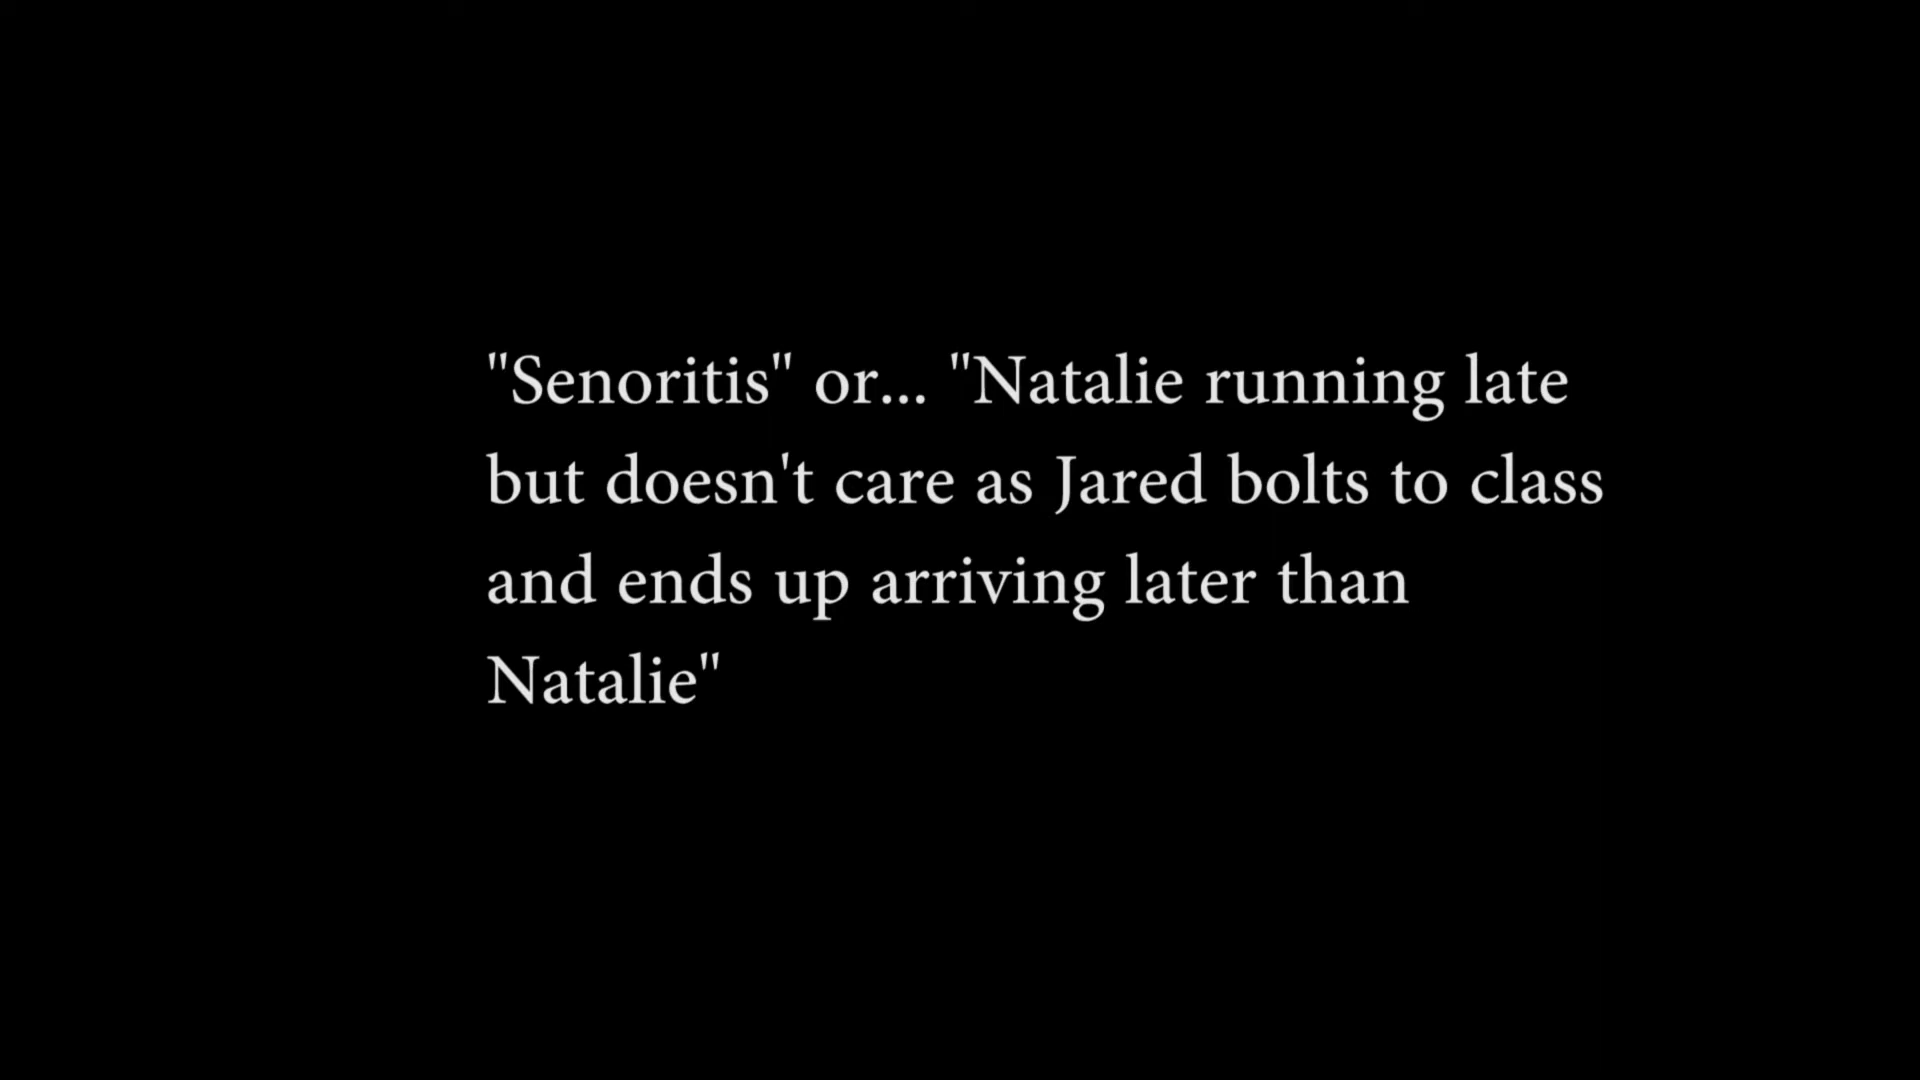 "Senoritis" or... "Natalie running late
but doesn't care as Jared bolts to class
and ends up arriving later than
Natalie"